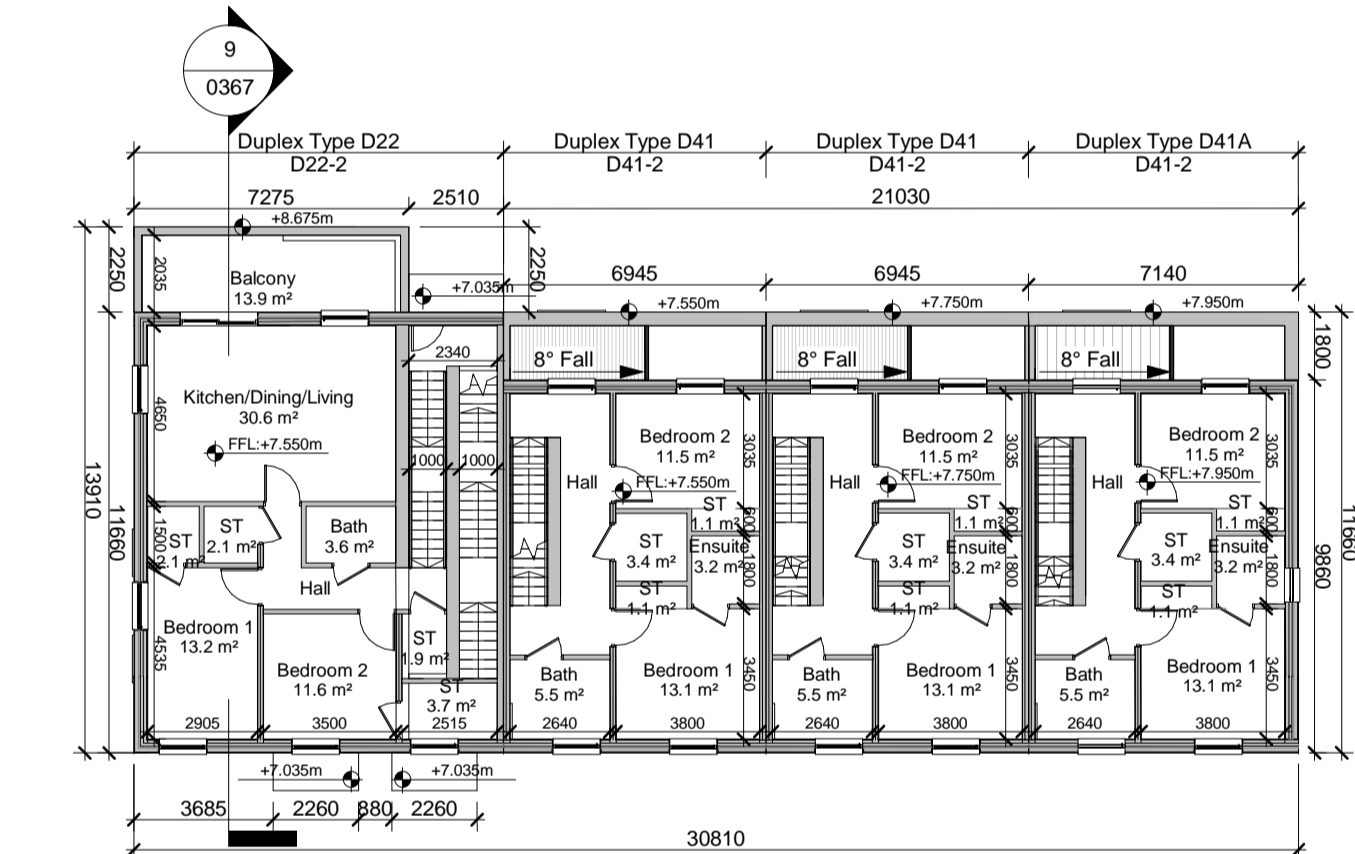 9
0367
Duplex Type D22
D22-2
Duplex Type D41
D41-2
Duplex Type D41
D41-2
Duplex Type D41A
D41-2
7275
2510
21030
+8.675m
2250
2250
2035
Balcony
13.9 m²
+7.035m
6945
6945
7140
+7.550m
+7.750m
+7.950m
1800
2340
8° Fall
8° Fall
8° Fall
Kitchen/Dining/Living
30.6 m²
FFL:+7.550m
4650
1000
1000
13910
11660
Hall
Bedroom 2
11.5 m²
FFL:+7.550m
3035
Hall
Bedroom 2
11.5 m²
FFL:+7.750m
3035
Hall
Bedroom 2
11.5 m²
FFL:+7.950m
3035
ST
1.1 m²
600
ST
1.1 m²
600
ST
1.1 m²
600
1500
ST
2.1 m²
ST
2.1 m²
Bath
3.6 m²
Hall
ST
3.4 m²
Ensuite
3.2 m²
1800
ST
3.4 m²
Ensuite
3.2 m²
1800
ST
3.4 m²
Ensuite
3.2 m²
1800
11660
9860
ST
1.1 m²
ST
1.1 m²
ST
1.1 m²
Bedroom 1
13.2 m²
4535
Bedroom 2
11.6 m²
ST
1.9 m²
ST
3.7 m²
Bath
5.5 m²
Bedroom 1
13.1 m²
3450
Bath
5.5 m²
Bedroom 1
13.1 m²
3450
Bath
5.5 m²
Bedroom 1
13.1 m²
3450
2905
3500
2515
2640
3800
2640
3800
2640
3800
+7.035m
+7.035m
3685
2260
880
2260
30810